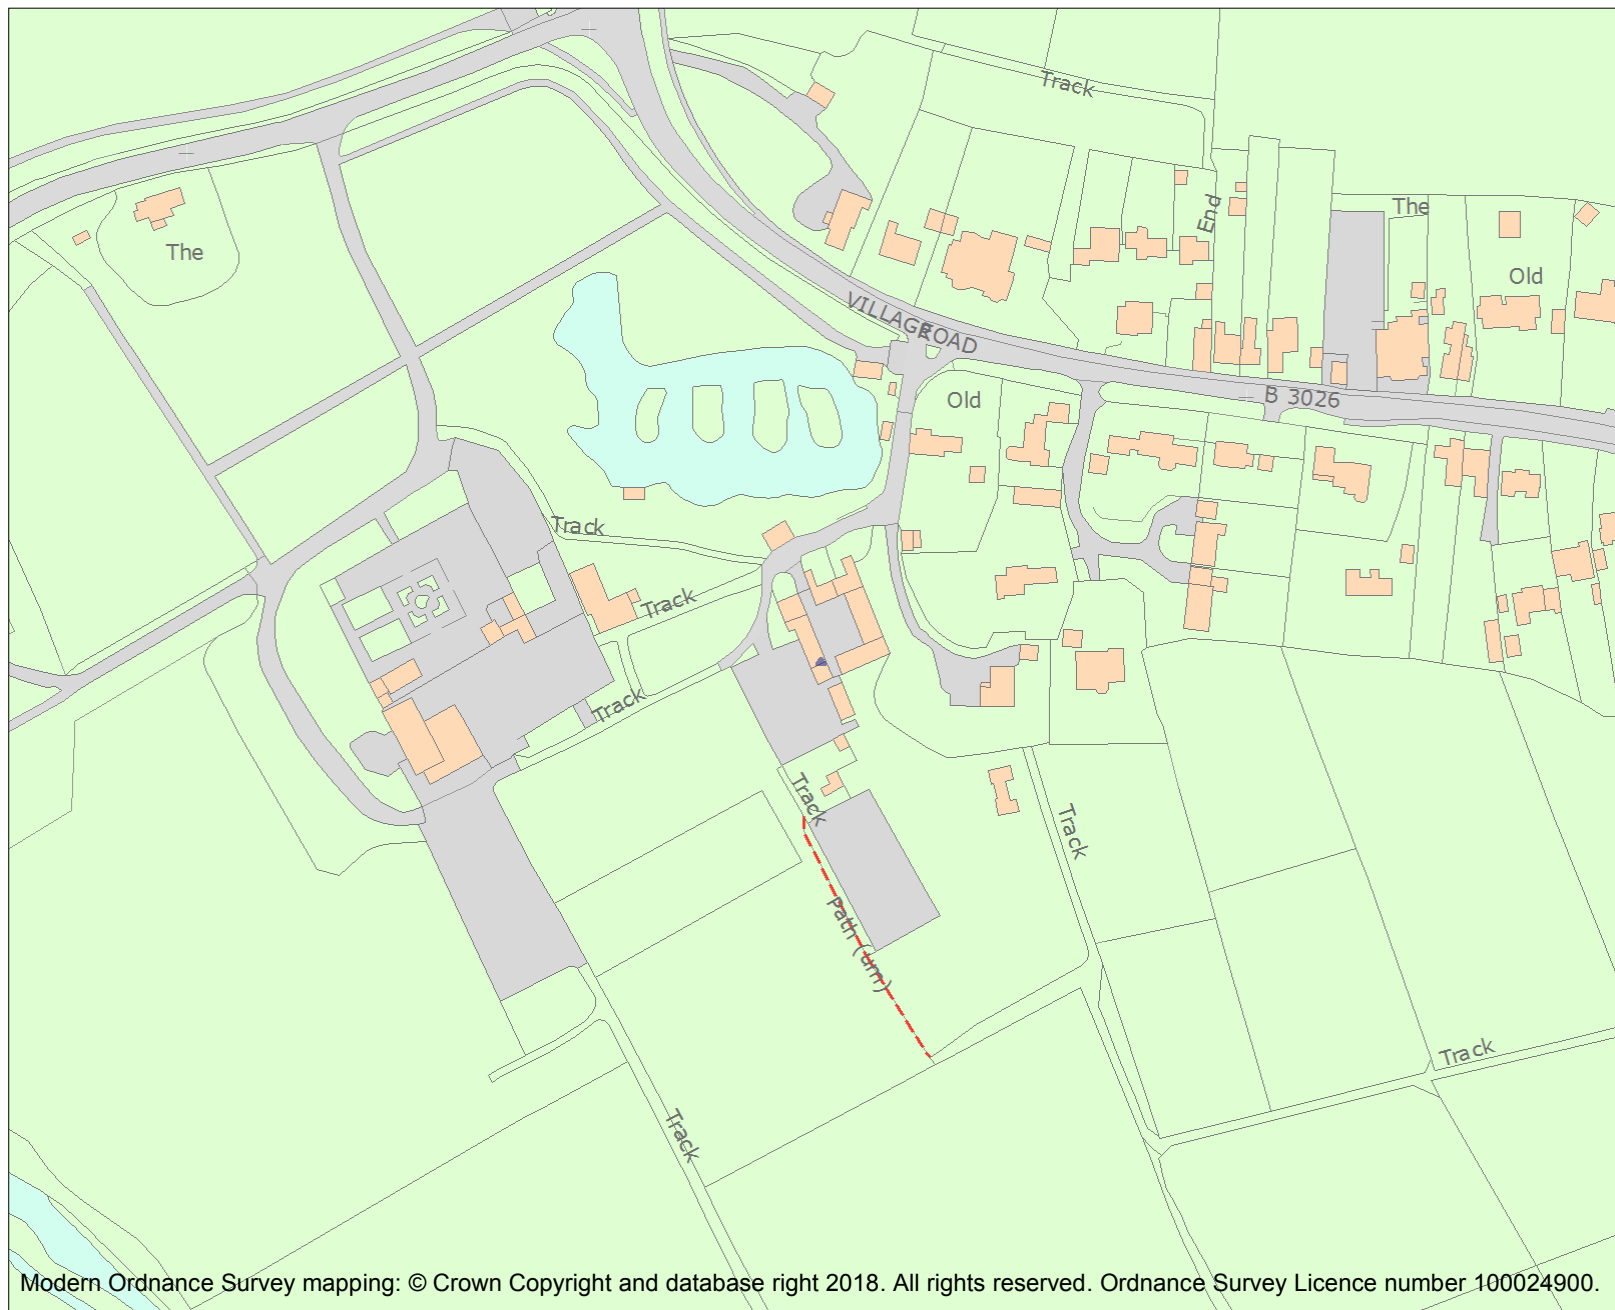 Track
The
End
The
Old
VILLAGE
ROAD
B 3026
Old
Track
Track
Track
Track
Track
Path (um)
Track
Track
Modern Ordnance Survey mapping: © Crown Copyright and database right 2018. All rights reserved. Ordnance Survey Licence number 100024900.